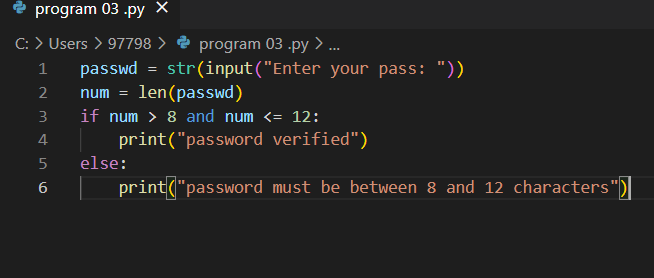 program 03 .py ×
C: > Users > 97798 > program 03 .py > ...
1 passwd = str(input("Enter your pass: "))
2 num = len(passwd)
3 if num > 8 and num <= 12:
4     print("password verified")
5 else:
6     print("password must be between 8 and 12 characters")